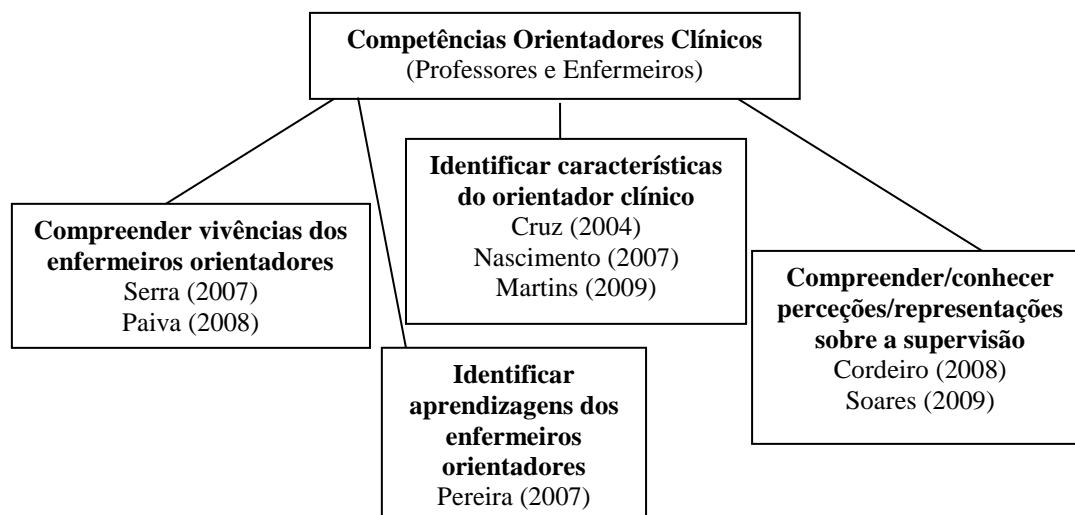 Competências Orientadores Clínicos
(Professores e Enfermeiros)
Identificar características
do orientador clínico
Cruz (2004)
Nascimento (2007)
Martins (2009)
Compreender vivências dos
enfermeiros orientadores
Serra (2007)
Paiva (2008)
Compreender/conhecer
perceções/representações
sobre a supervisão
Cordeiro (2008)
Soares (2009)
Identificar
aprendizagens dos
enfermeiros
orientadores
Pereira (2007)